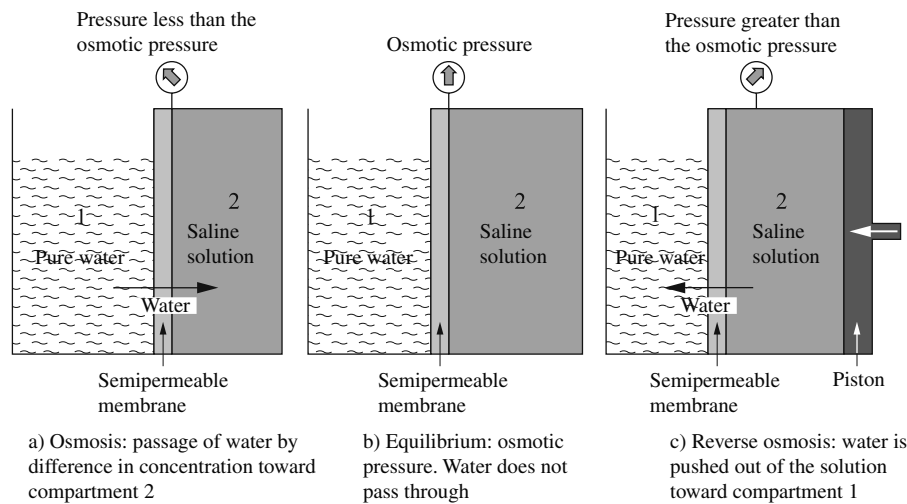 Pressure less than the
osmotic pressure
1
Pure water
2
Saline
solution
Water
Semipermeable
membrane
a) Osmosis: passage of water by
difference in concentration toward
compartment 2
Osmotic pressure
1
Pure water
2
Saline
solution
Semipermeable
membrane
b) Equilibrium: osmotic
pressure. Water does not
pass through
Pressure greater than
the osmotic pressure
1
Pure water
2
Saline
solution
Water
Semipermeable
membrane
Piston
c) Reverse osmosis: water is
pushed out of the solution
toward compartment 1